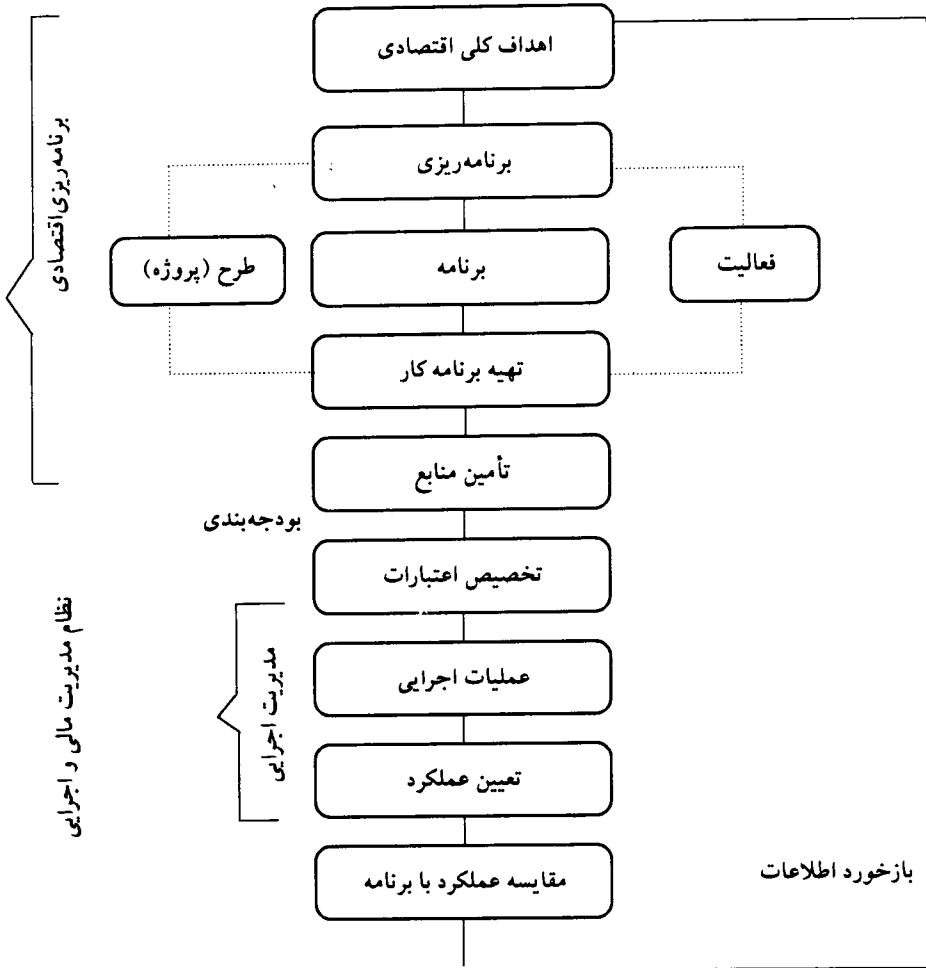 اهداف کلی اقتصادی
برنامه‌ریزی
برنامه‌ریزی اقتصادی
فعالیت
برنامه
طرح (پروژه)
تهیه برنامه کار
تأمین منابع
بودجه‌بندی
تخصیص اعتبارات
نظام مدیریت مالی و اجرایی
مدیریت اجرایی
عملیات اجرایی
تعیین عملکرد
مقایسه عملکرد با برنامه
بازخورد اطلاعات